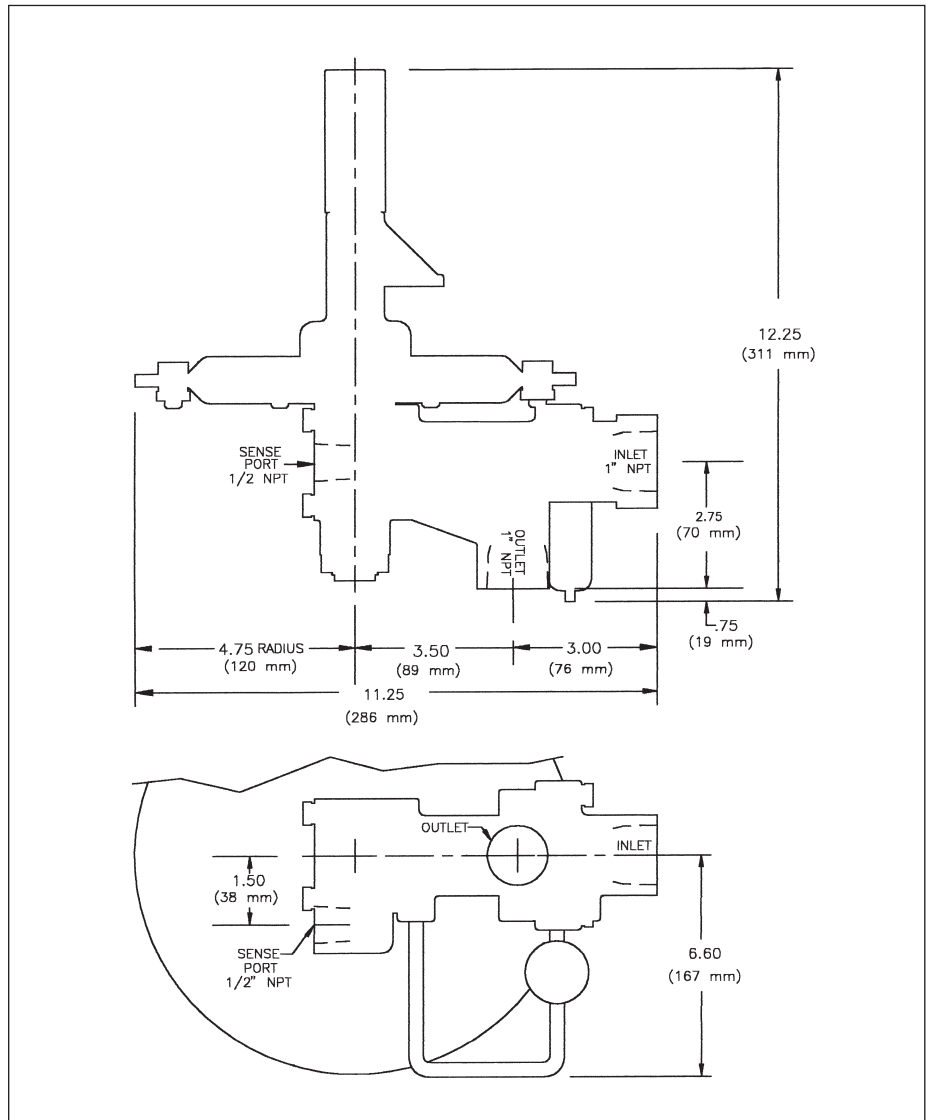 12.25
(311 mm)
SENSE
PORT
1/2 NPT
INLET
1" NPT
2.75
(70 mm)
OUTLET
1" NPT
.75
(19 mm)
4.75 RADIUS
(120 mm)
3.50
(89 mm)
3.00
(76 mm)
11.25
(286 mm)
OUTLET
INLET
1.50
(38 mm)
SENSE
PORT
1/2" NPT
6.60
(167 mm)